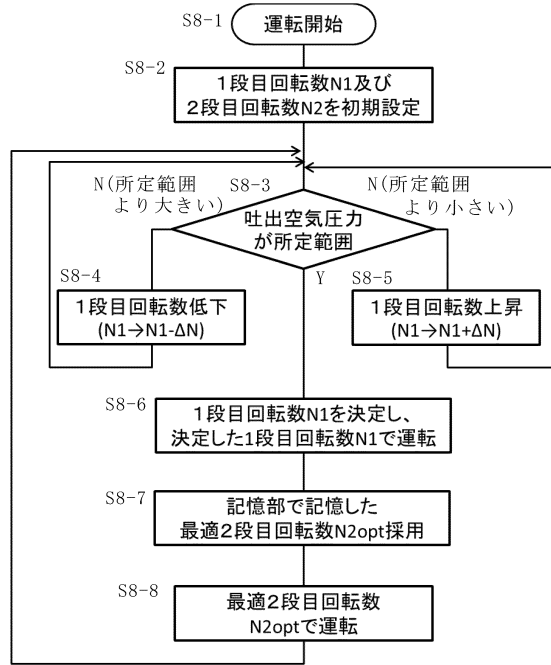 S8-1
運転開始
S8-2
1段目回転数N1及び
2段目回転数N2を初期設定
N(所定範囲
より大きい)
S8-3
N(所定範囲
より小さい)
吐出空気圧力
が所定範囲
S8-4
1段目回転数低下
(N1→N1-ΔN)
Y
S8-5
1段目回転数上昇
(N1→N1+ΔN)
S8-6
1段目回転数N1を決定し、
決定した1段目回転数N1で運転
S8-7
記憶部で記憶した
最適2段目回転数N2opt採用
S8-8
最適2段目回転数
N2optで運転